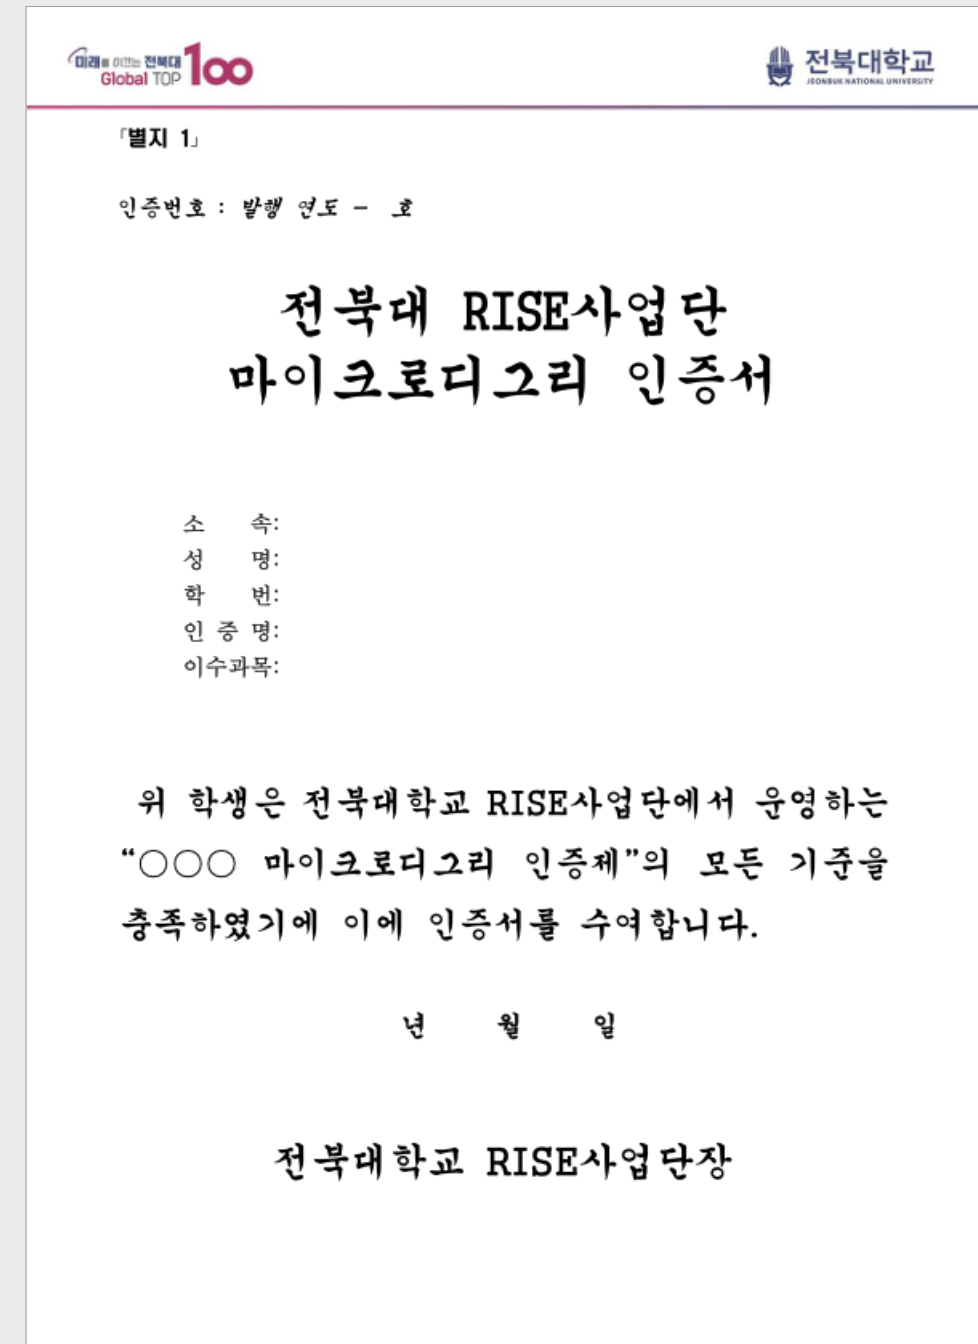 미래를 이끄는 전북대
Global TOP 100
전북대학교
JEONBUK NATIONAL UNIVERSITY
「별지 1」
인증번호 : 발행 연도 - 호
전북대 RISE사업단
마이크로디그리 인증서
소 속:
성 명:
학 번:
인 증 명:
이수과목:
위 학생은 전북대학교 RISE사업단에서 운영하는
“○○○ 마이크로디그리 인증제”의 모든 기준을
충족하였기에 이에 인증서를 수여합니다.
년 월 일
전북대학교 RISE사업단장